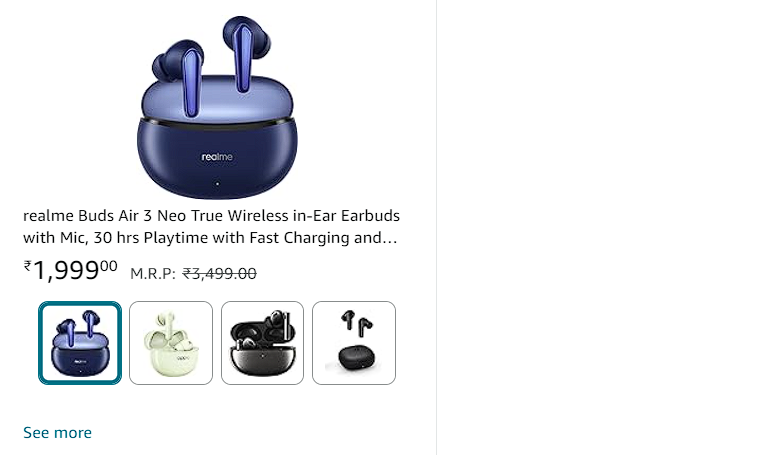 realme
realme Buds Air 3 Neo True Wireless in-Ear Earbuds
with Mic, 30 hrs Playtime with Fast Charging and...
₹1,99900 M.R.P: ₹3,499.00
See more